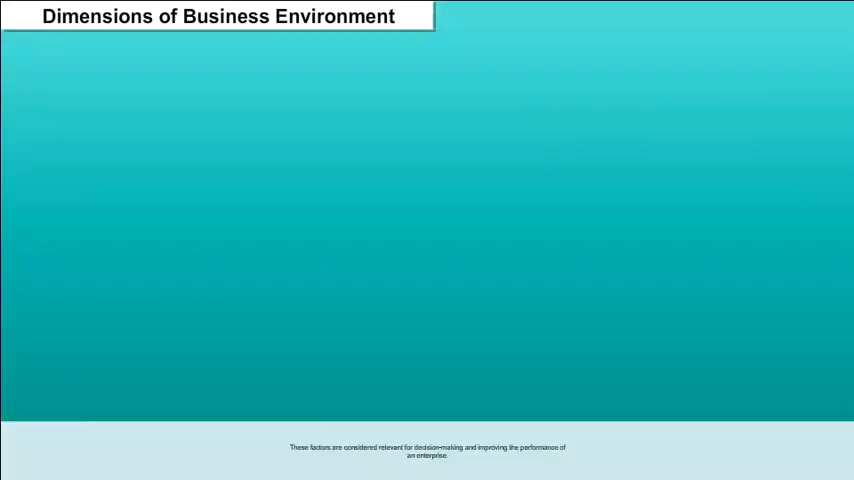 Dimensions of Business Environment
These factors are considered relevant for decision-making and improving the performance of
an enterprise.